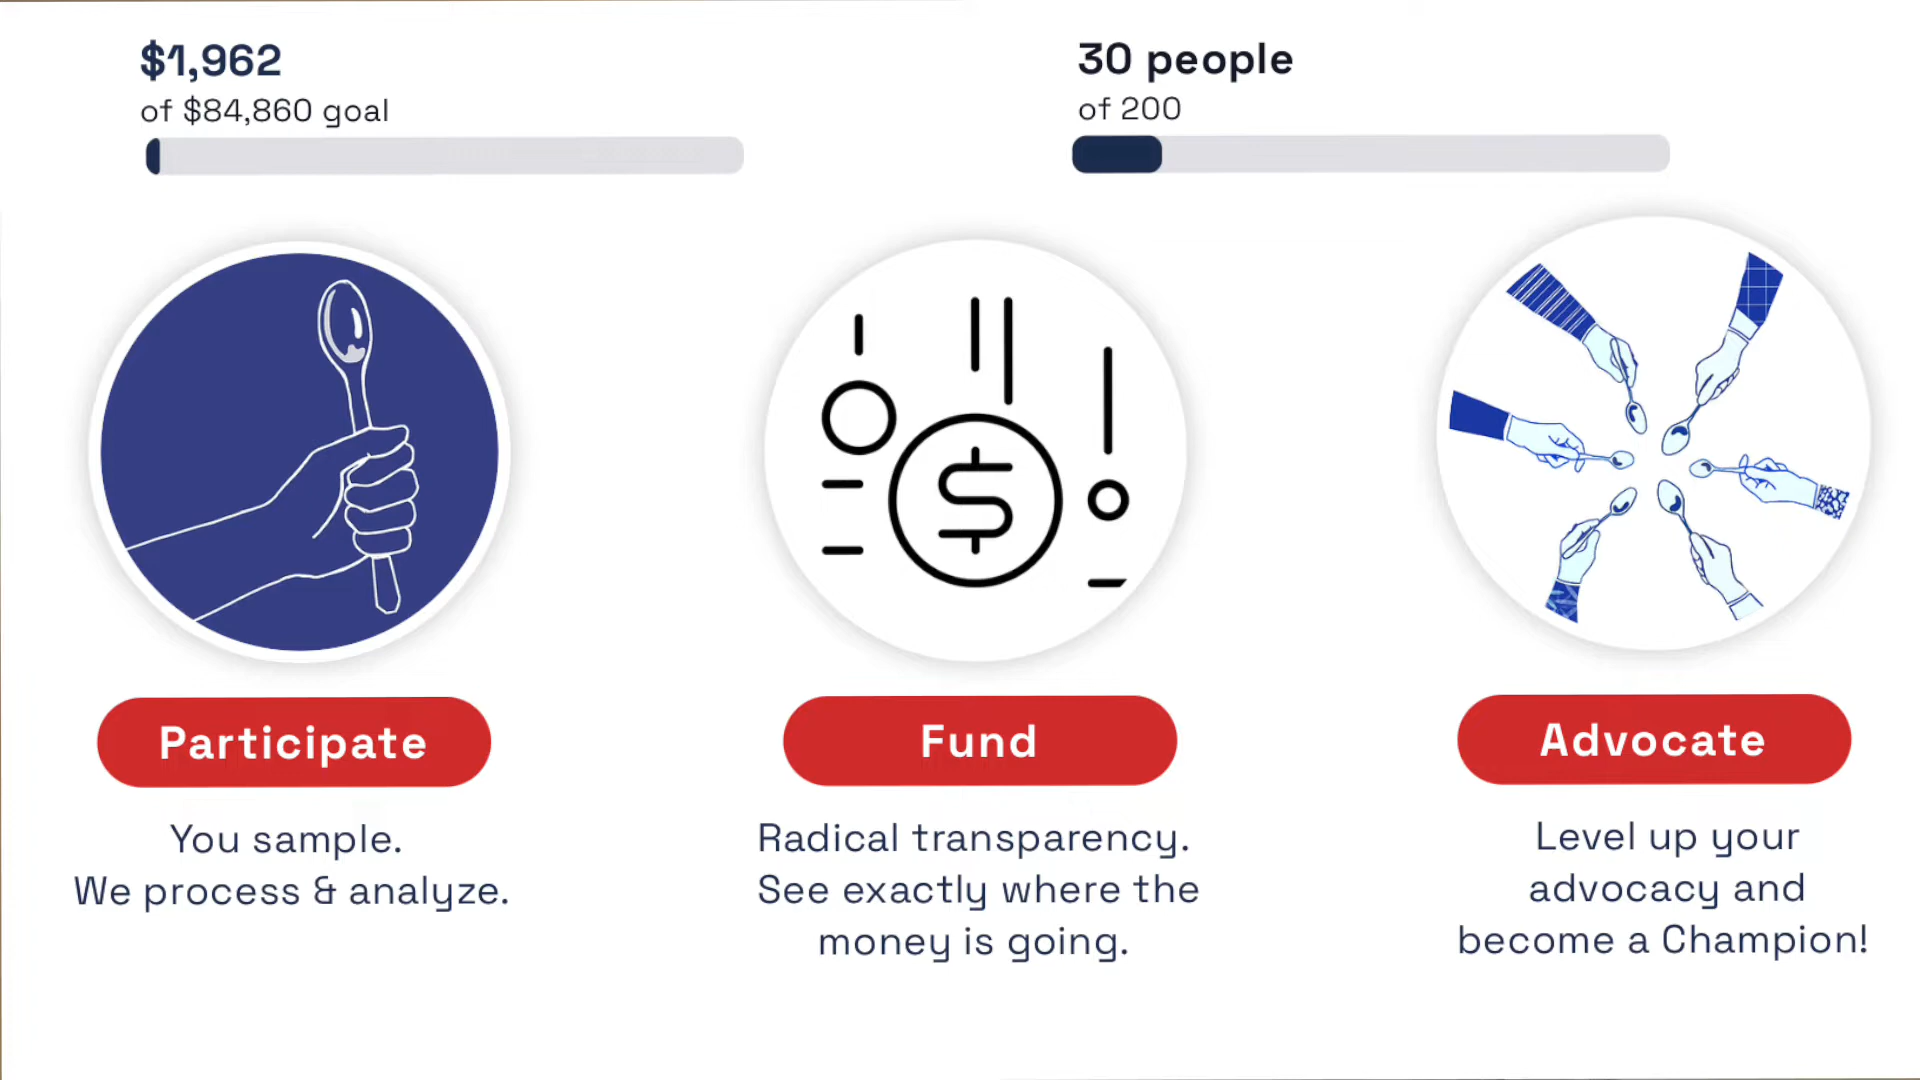 $1,962
of $84,860 goal
30 people
of 200
Participate
You sample.
We process & analyze.
Fund
Radical transparency.
See exactly where the
money is going.
Advocate
Level up your
advocacy and
become a Champion!